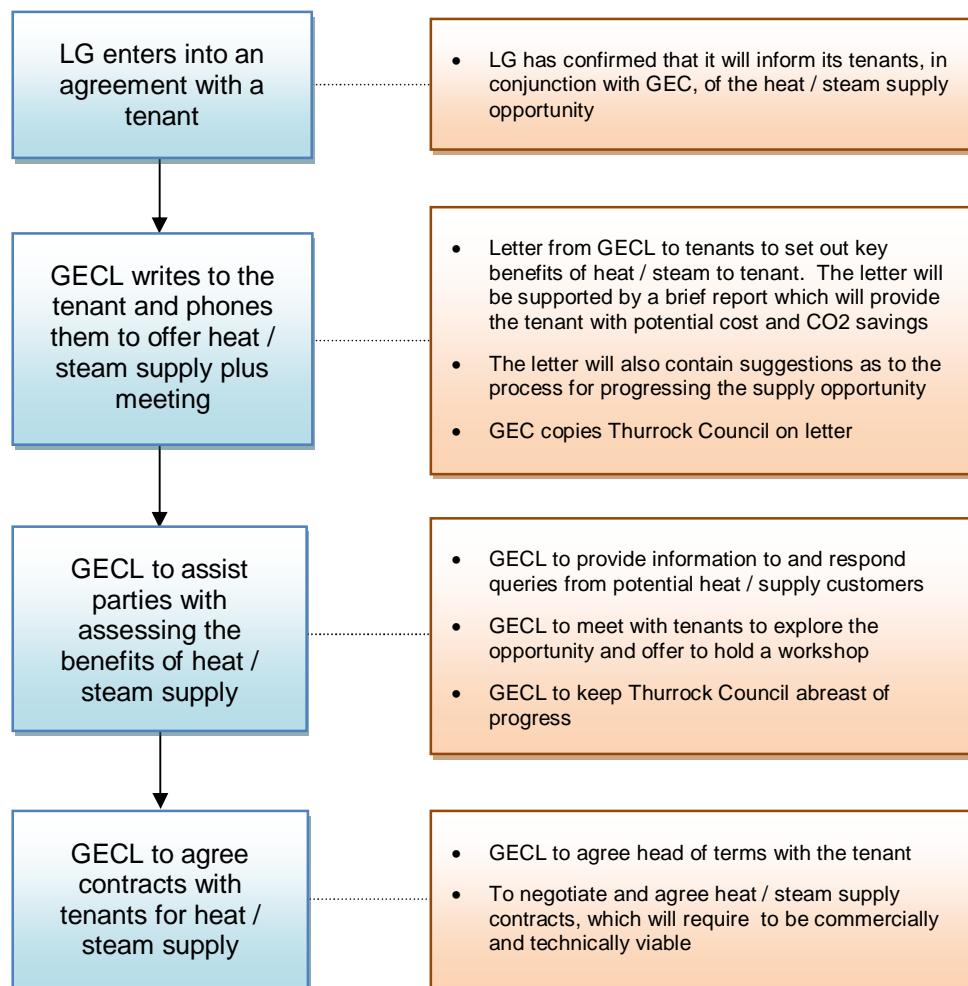 LG enters into an
agreement with a
tenant
• LG has confirmed that it will inform its tenants, in
conjunction with GEC, of the heat / steam supply
opportunity
GECL writes to the
tenant and phones
them to offer heat /
steam supply plus
meeting
• Letter from GECL to tenants to set out key
benefits of heat / steam to tenant. The letter will
be supported by a brief report which will provide
the tenant with potential cost and CO2 savings
• The letter will also contain suggestions as to the
process for progressing the supply opportunity
• GEC copies Thurrock Council on letter
GECL to assist
parties with
assessing the
benefits of heat /
steam supply
• GECL to provide information to and respond
queries from potential heat / supply customers
• GECL to meet with tenants to explore the
opportunity and offer to hold a workshop
• GECL to keep Thurrock Council abreast of
progress
GECL to agree
contracts with
tenants for heat /
steam supply
• GECL to agree head of terms with the tenant
• To negotiate and agree heat / steam supply
contracts, which will require to be commercially
and technically viable